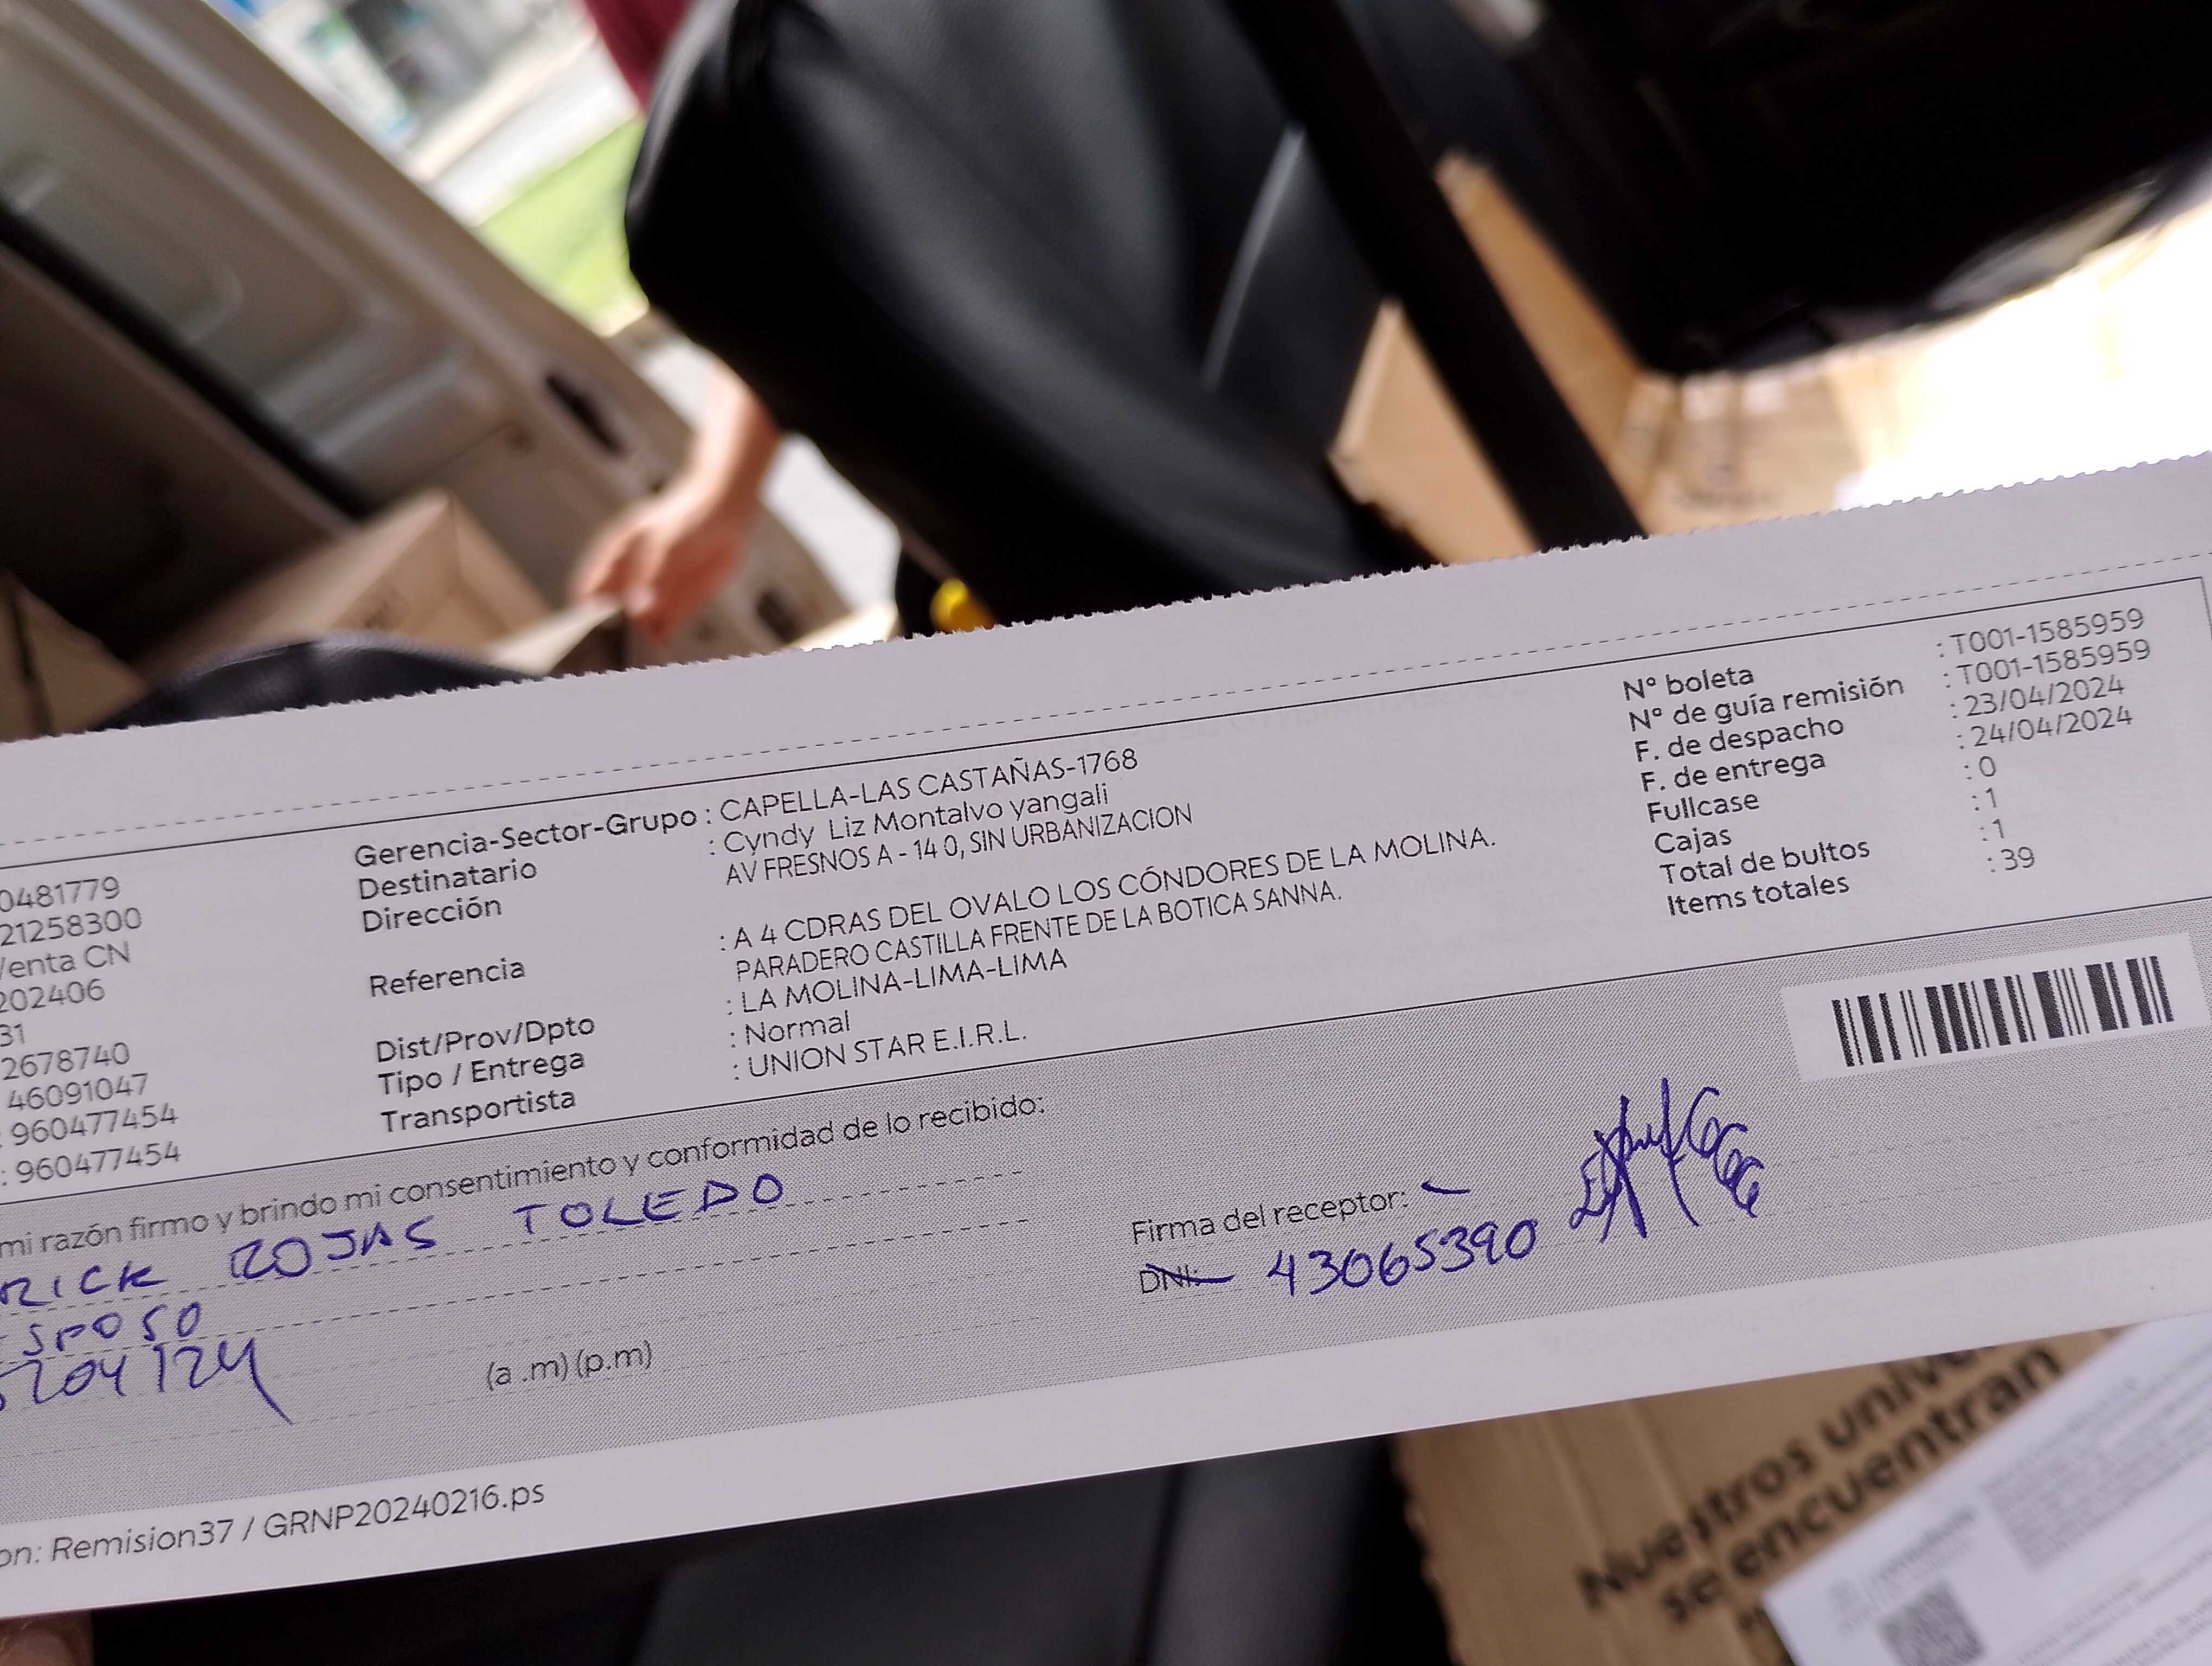 Gerencia-Sector-Grupo : CAPELLA-LAS CASTAÑAS-1768
Destinatario : Cyndy Liz Montalvo yangali
Dirección AV FRESNOS A - 14 0, SIN URBANIZACION
Referencia : A 4 CDRAS DEL OVALO LOS CÓNDORES DE LA MOLINA.
PARADERO CASTILLA FRENTE DE LA BOTICA SANNA.
Dist/Prov/Dpto : LA MOLINA-LIMA-LIMA
Tipo / Entrega : Normal
Transportista : UNION STAR E.I.R.L.
0481779
21258300
Venta CN
202406
31
2678740
46091047
: 960477454
: 960477454
N° boleta : T001-1585959
N° de guía remisión : T001-1585959
F. de despacho : 23/04/2024
F. de entrega : 24/04/2024
Fullcase : 0
Cajas : 1
Total de bultos : 1
Items totales : 39
mi razón firmo y brindo mi consentimiento y conformidad de lo recibido:
RICK ROJAS TOLEDO
SPOSO
(a .m) (p.m)
Firma del receptor:
DNI: 43065390
on: Remision37 / GRNP20240216.ps
Nuestros unive
se encuentran